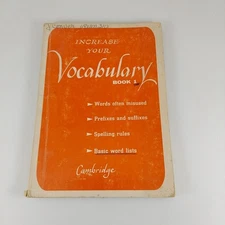 INCREASE
YOUR
Vocabulary
BOOK 1
Words often misused
Prefixes and suffixes
Spelling rules
Basic word lists
Cambridge